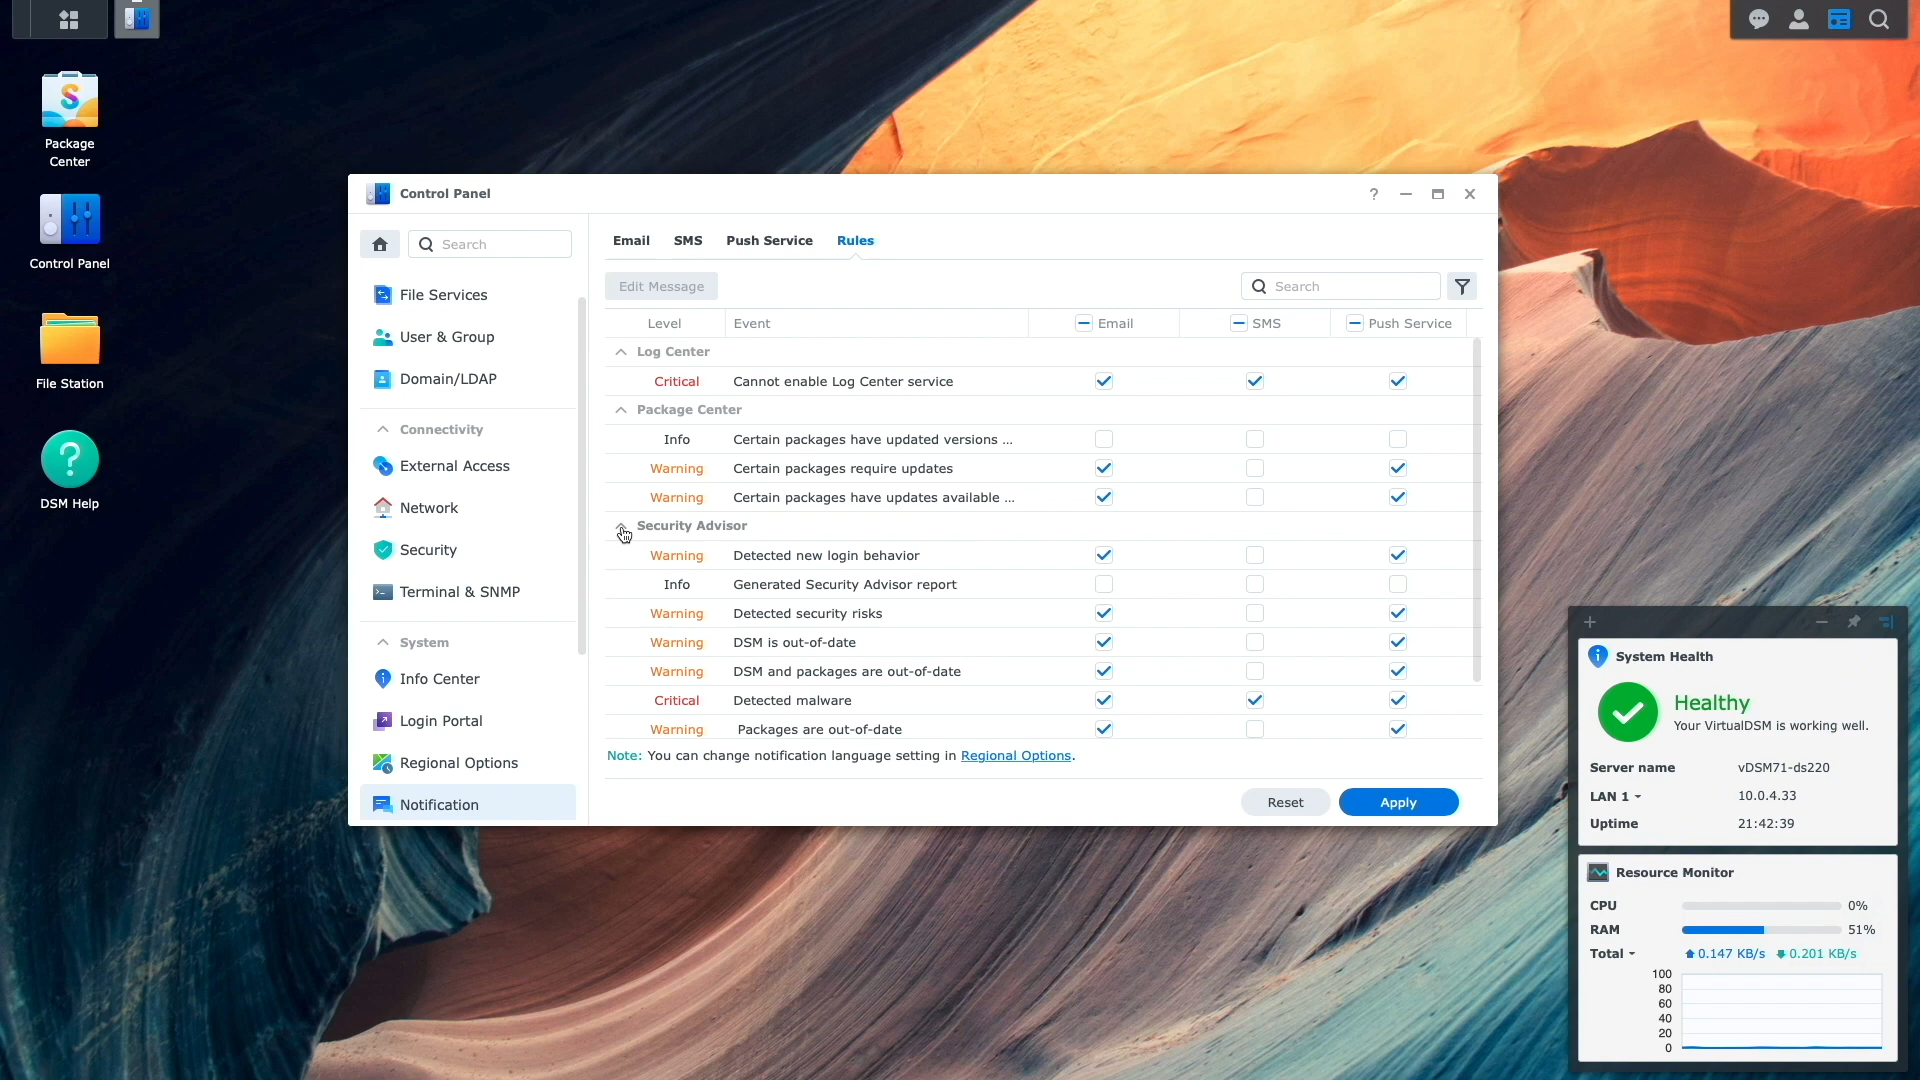 Package
Center
Control Panel
File Station
DSM Help
Control Panel
Search
File Services
User & Group
Domain/LDAP
Connectivity
External Access
Network
Security
Terminal & SNMP
System
Info Center
Login Portal
Regional Options
Notification
Email SMS Push Service Rules
Edit Message Search
Level Event Email SMS Push Service
Log Center
Critical Cannot enable Log Center service
Package Center
Info Certain packages have updated versions ...
Warning Certain packages require updates
Warning Certain packages have updates available ...
Security Advisor
Warning Detected new login behavior
Info Generated Security Advisor report
Warning Detected security risks
Warning DSM is out-of-date
Warning DSM and packages are out-of-date
Critical Detected malware
Warning Packages are out-of-date
Note: You can change notification language setting in Regional Options.
Reset Apply
System Health
Healthy
Your VirtualDSM is working well.
Server name vDSM71-ds220
LAN 1 10.0.4.33
Uptime 21:42:39
Resource Monitor
CPU 0%
RAM 51%
Total 0.147 KB/s 0.201 KB/s
100
80
60
40
20
0